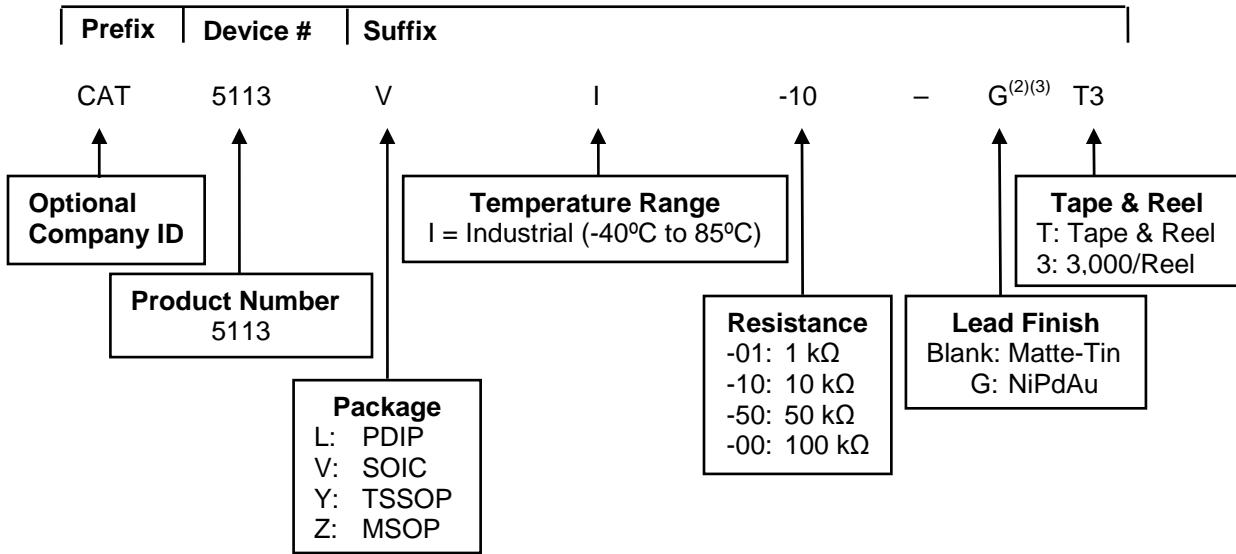 Prefix Device # Suffix
CAT 5113 V I -10 – G(2)(3) T3
Optional
Company ID
Product Number
5113
Package
L: PDIP
V: SOIC
Y: TSSOP
Z: MSOP
Temperature Range
I = Industrial (-40ºC to 85ºC)
Resistance
-01: 1 kΩ
-10: 10 kΩ
-50: 50 kΩ
-00: 100 kΩ
Lead Finish
Blank: Matte-Tin
G: NiPdAu
Tape & Reel
T: Tape & Reel
3: 3,000/Reel